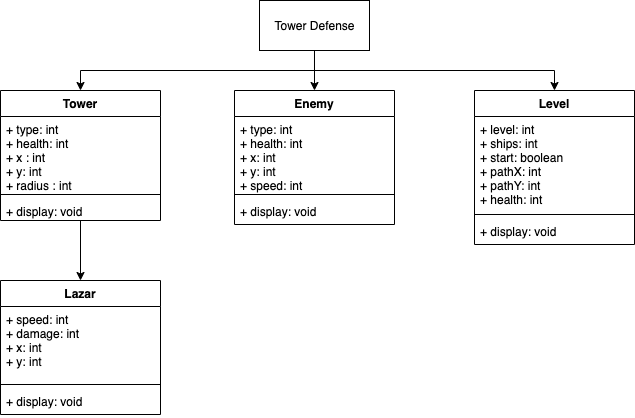 Tower Defense
Tower
+ type: int
+ health: int
+ x : int
+ y: int
+ radius : int
+ display: void
Enemy
+ type: int
+ health: int
+ x: int
+ y: int
+ speed: int
+ display: void
Level
+ level: int
+ ships: int
+ start: boolean
+ pathX: int
+ pathY: int
+ health: int
+ display: void
Lazar
+ speed: int
+ damage: int
+ x: int
+ y: int
+ display: void